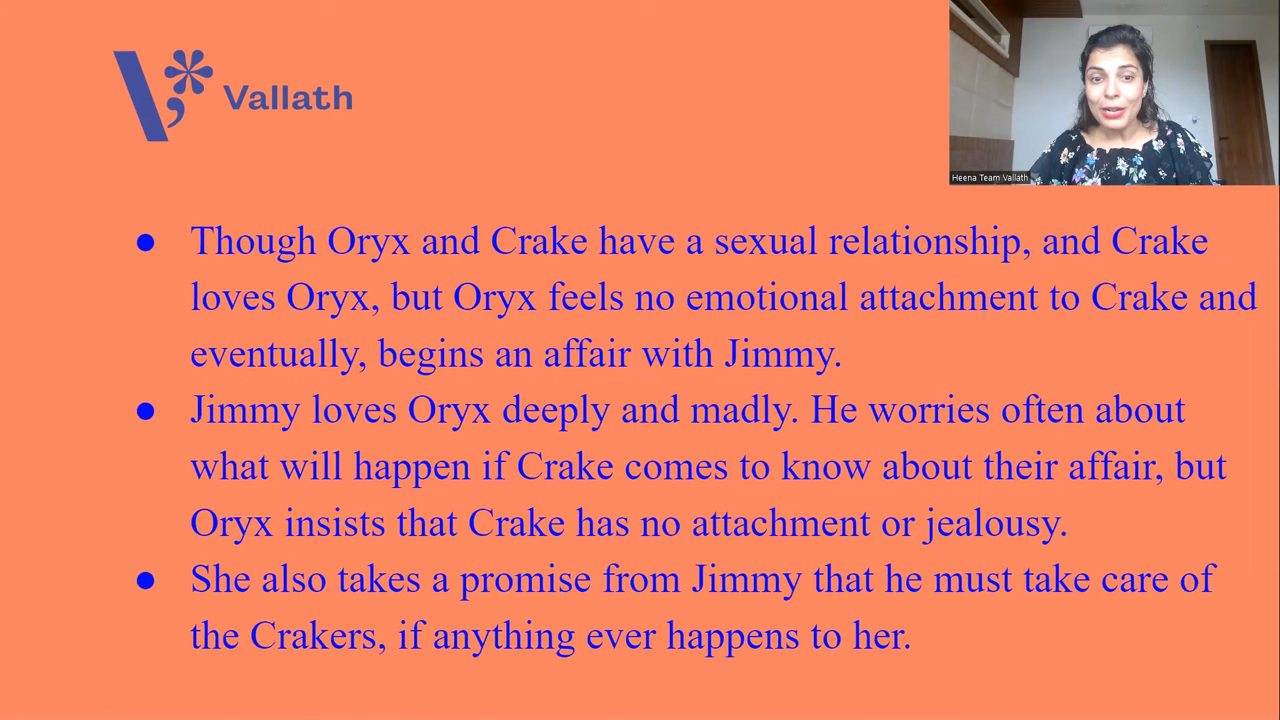 Vallath
Heena Team Vallath
● Though Oryx and Crake have a sexual relationship, and Crake
loves Oryx, but Oryx feels no emotional attachment to Crake and
eventually, begins an affair with Jimmy.
● Jimmy loves Oryx deeply and madly. He worries often about
what will happen if Crake comes to know about their affair, but
Oryx insists that Crake has no attachment or jealousy.
● She also takes a promise from Jimmy that he must take care of
the Crakers, if anything ever happens to her.